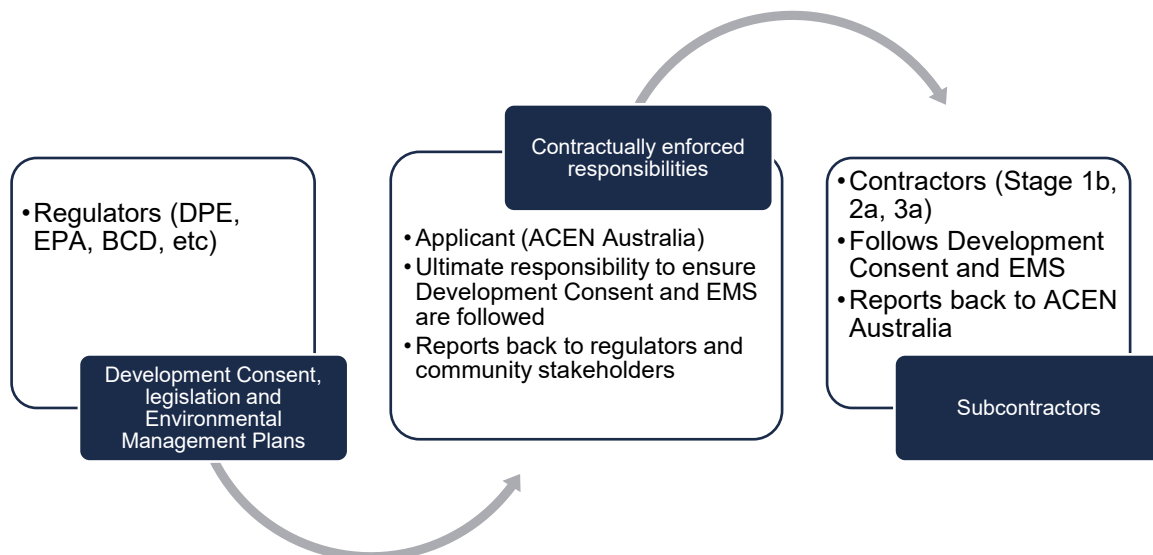 •Regulators (DPE,
EPA, BCD, etc)
Development Consent,
legislation and
Environmental
Management Plans
Contractually enforced
responsibilities
•Applicant (ACEN Australia)
•Ultimate responsibility to ensure
Development Consent and EMS
are followed
•Reports back to regulators and
community stakeholders
•Contractors (Stage 1b,
2a, 3a)
•Follows Development
Consent and EMS
•Reports back to ACEN
Australia
Subcontractors